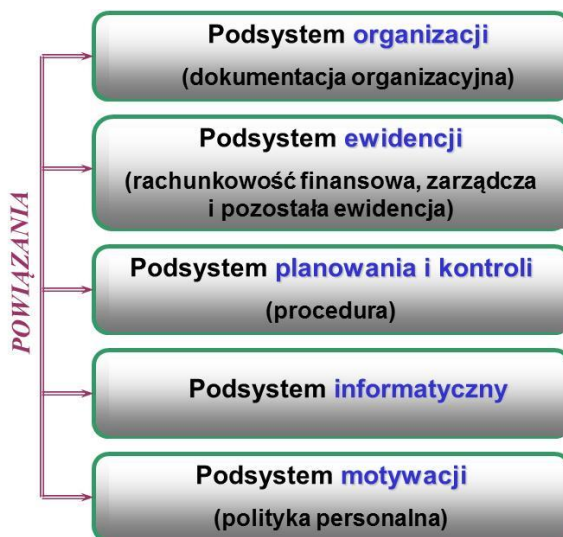 POWIĄZANIA
Podsystem organizacji
(dokumentacja organizacyjna)
Podsystem ewidencji
(rachunkowość finansowa, zarządcza
i pozostała ewidencja)
Podsystem planowania i kontroli
(procedura)
Podsystem informatyczny
Podsystem motywacji
(polityka personalna)